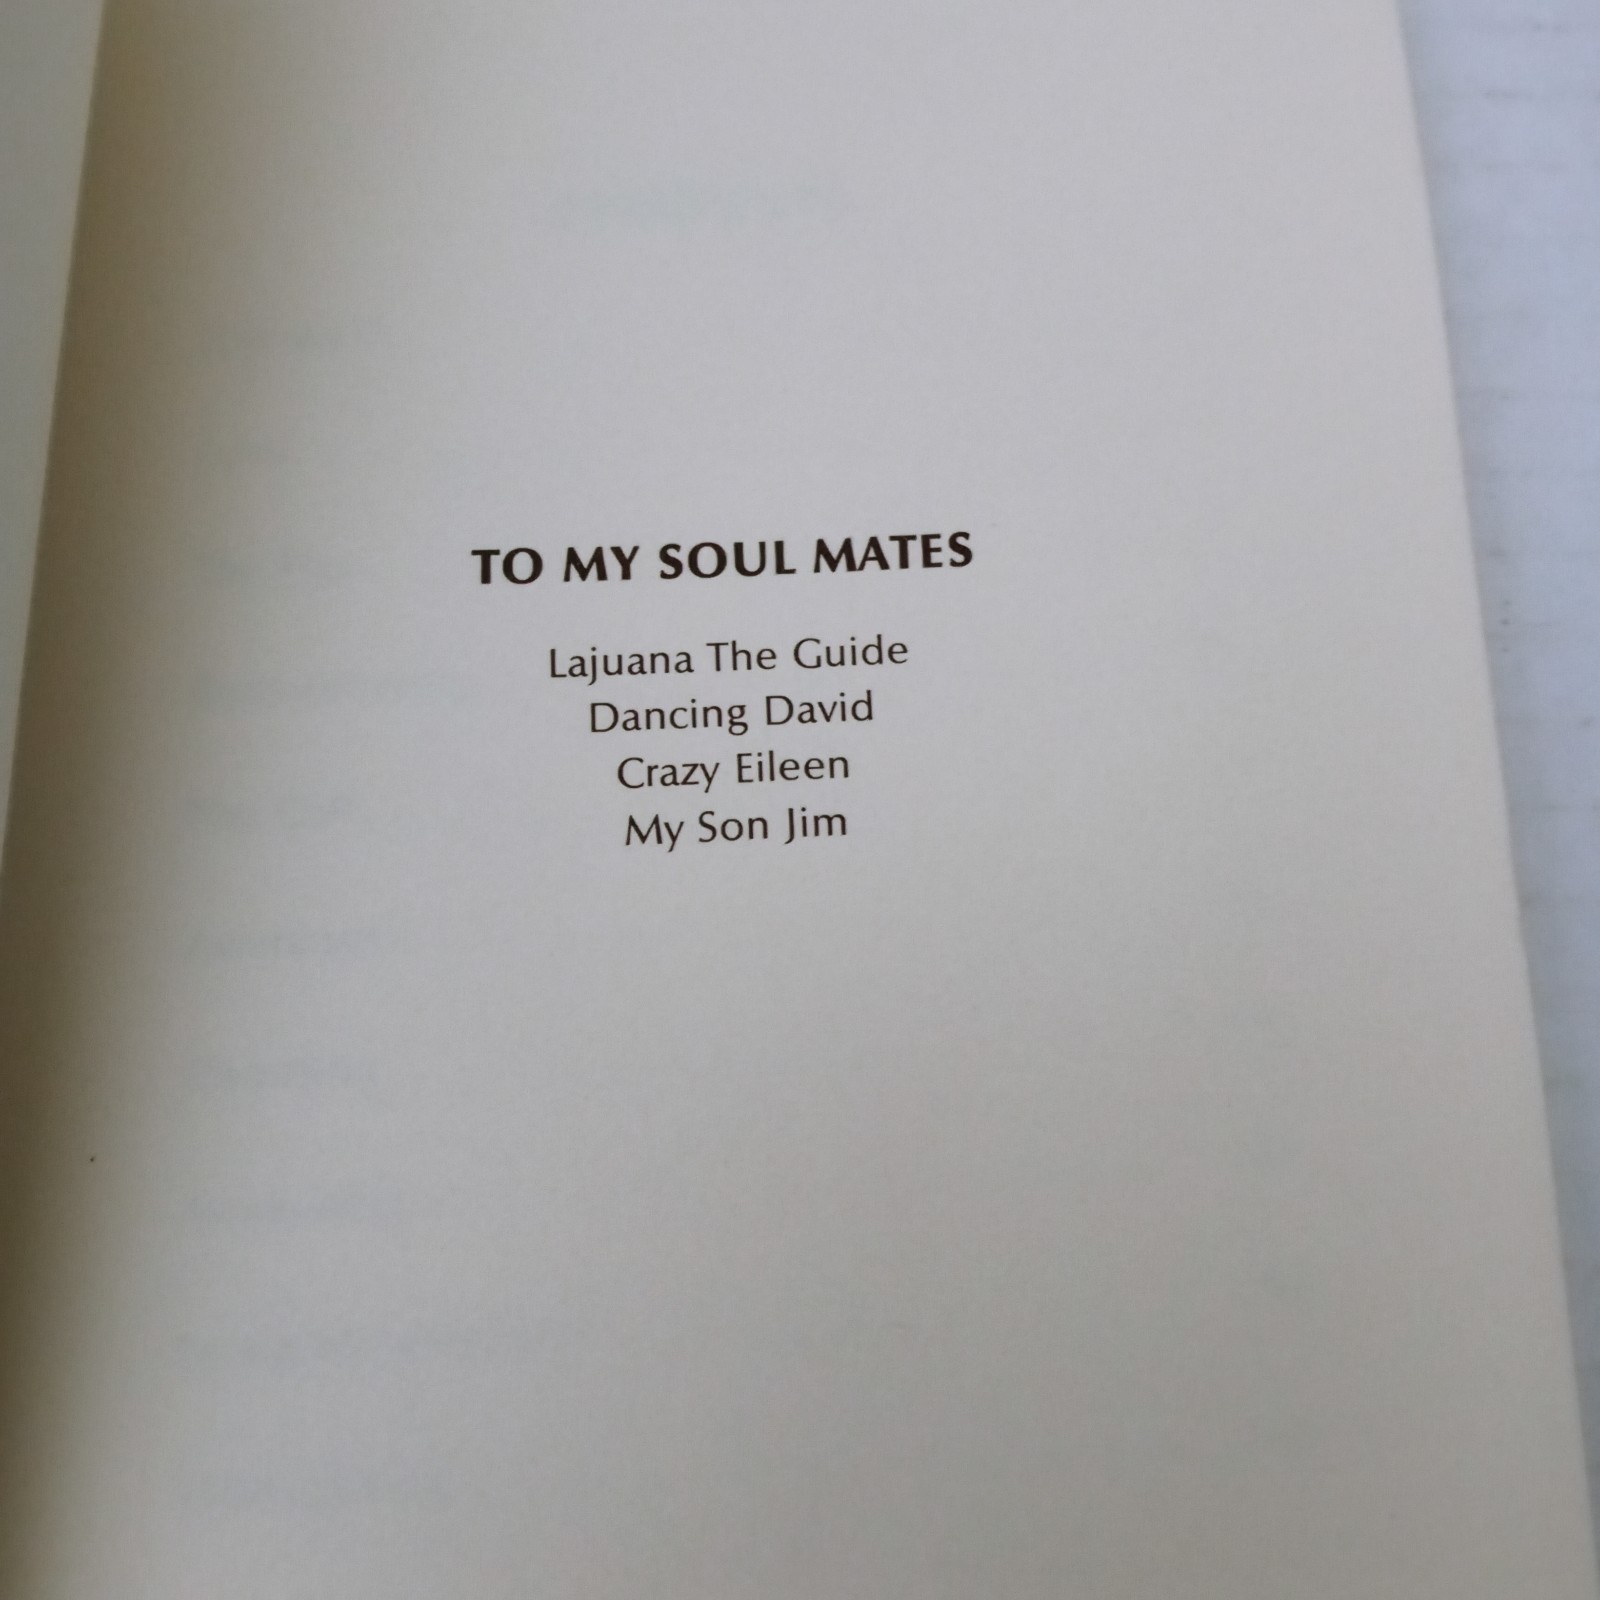 TO MY SOUL MATES
Lajuana The Guide
Dancing David
Crazy Eileen
My Son Jim